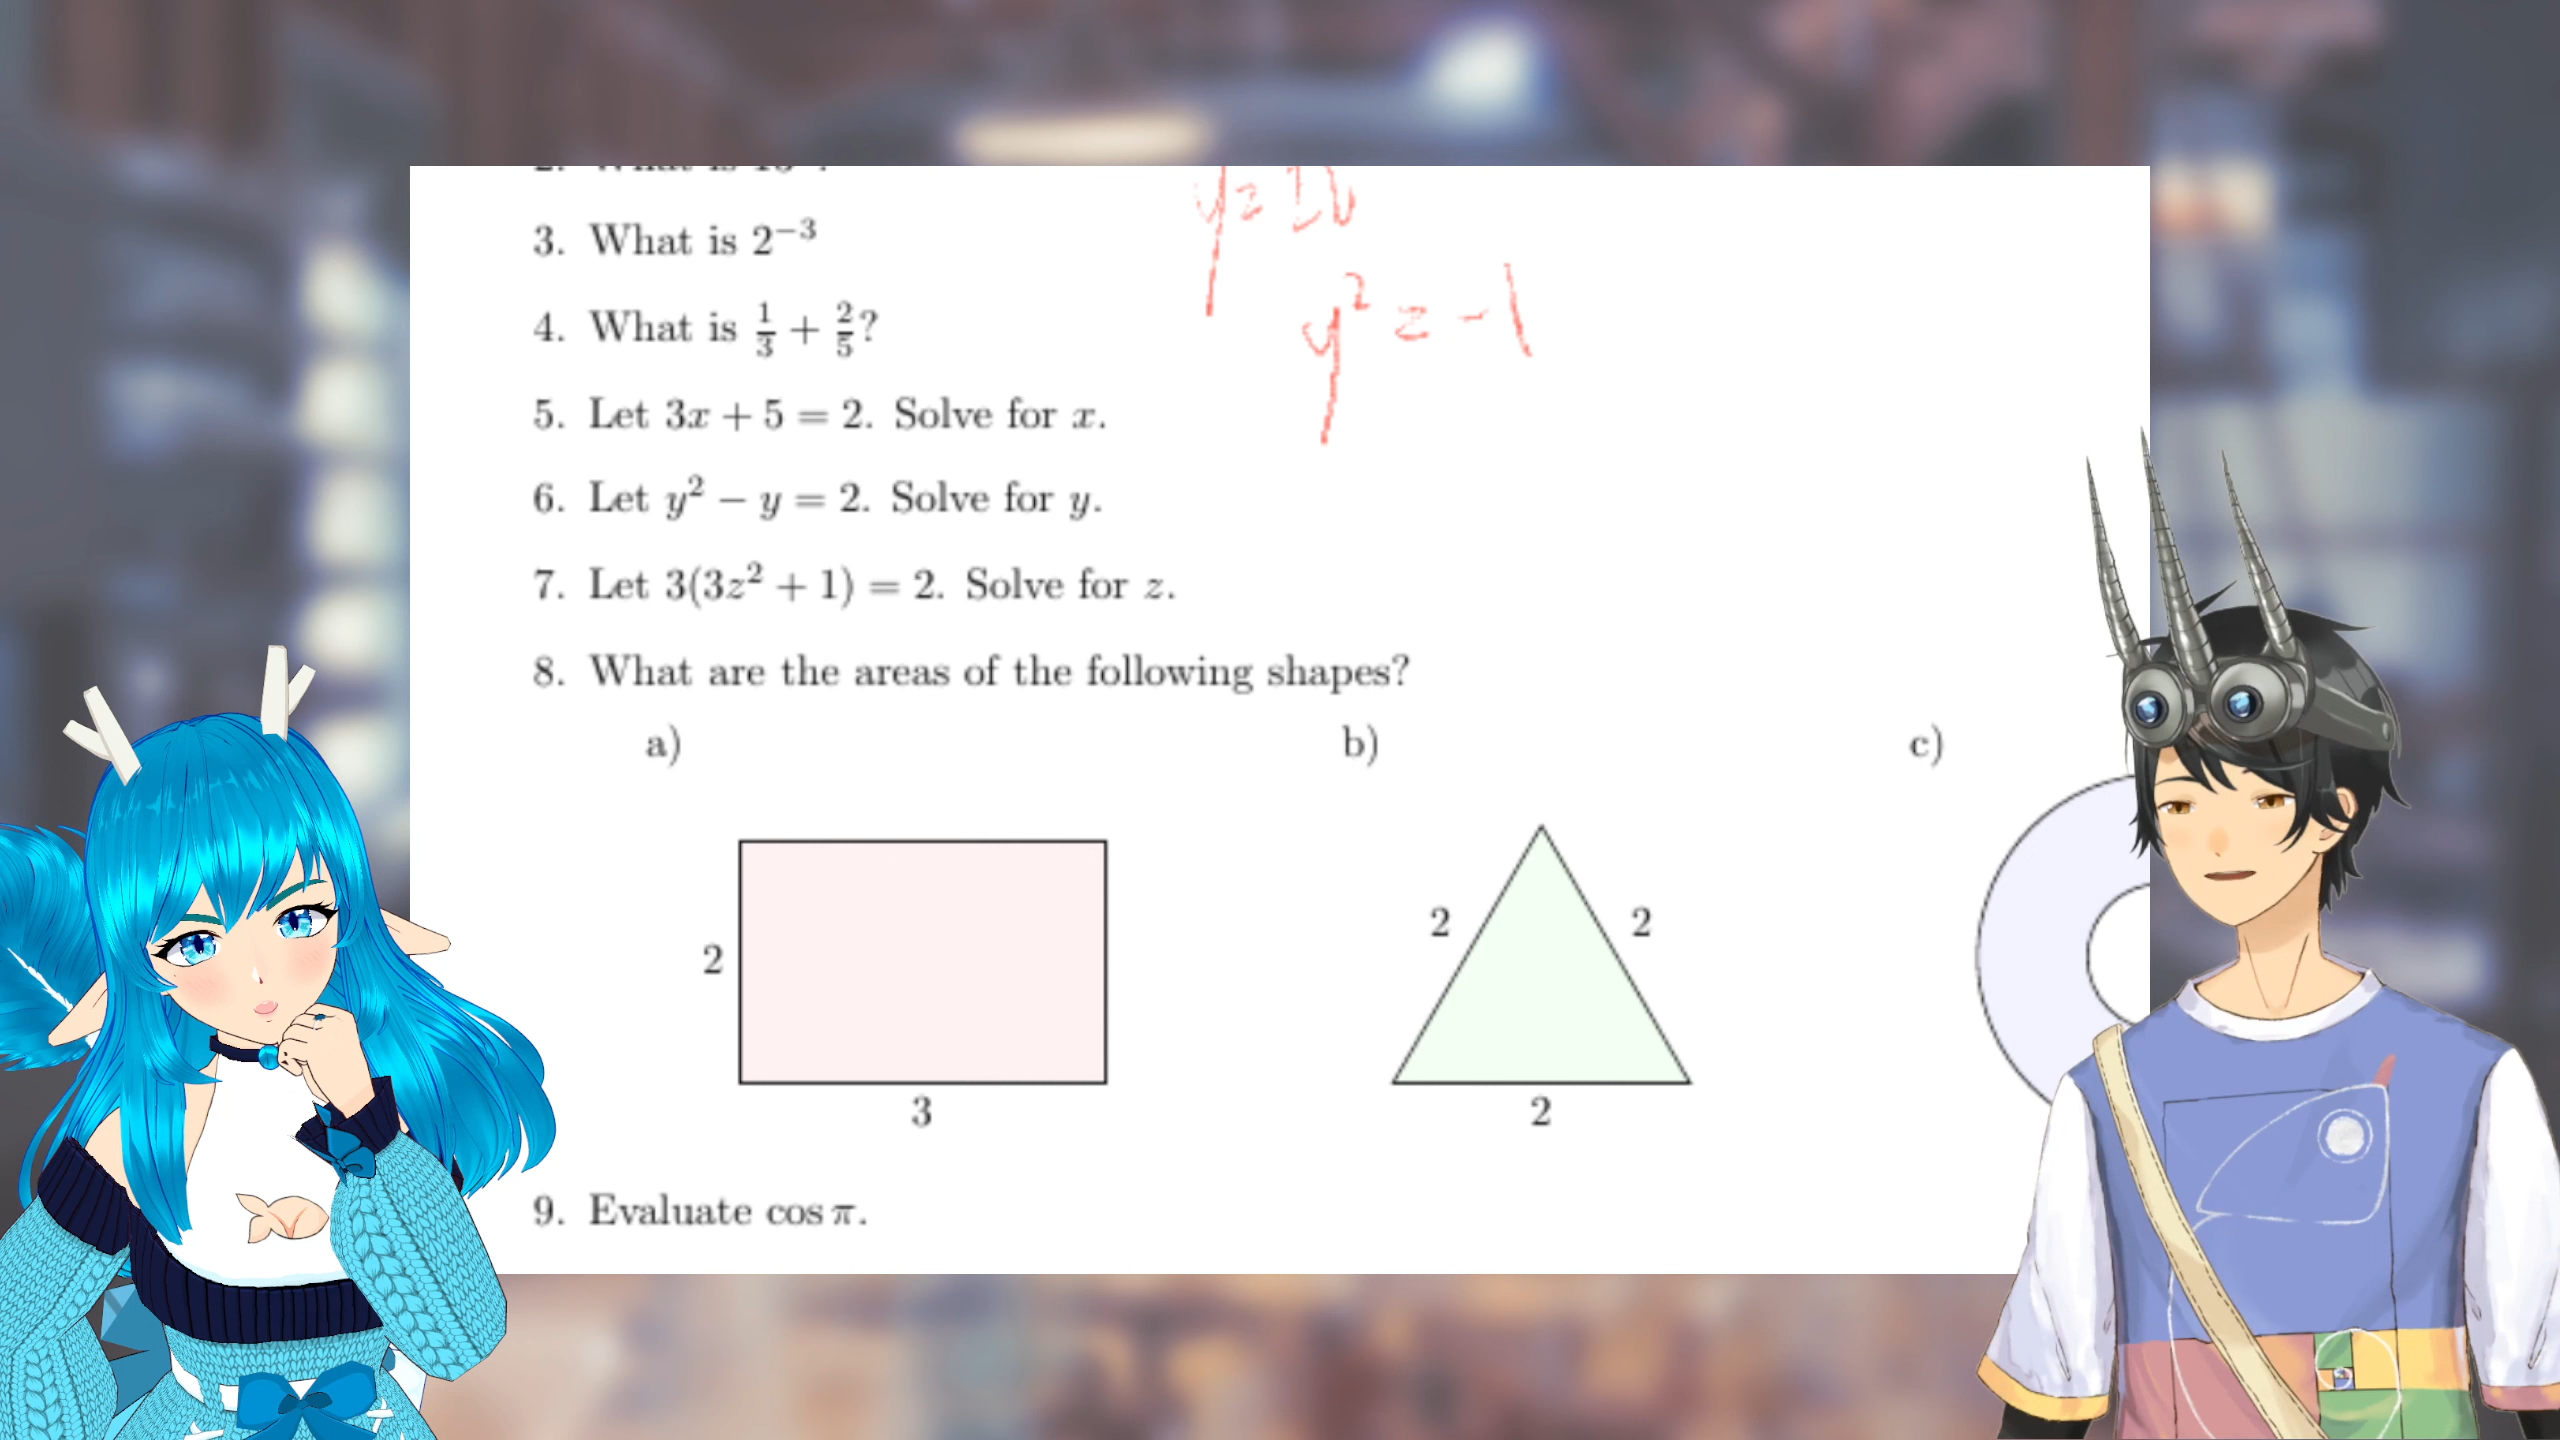 3. What is 2⁻³
4. What is 1/3 + 2/5?
5. Let 3x + 5 = 2. Solve for x.
6. Let y² − y = 2. Solve for y.
7. Let 3(3z² + 1) = 2. Solve for z.
8. What are the areas of the following shapes?
a) b) c)
2 2 2
3 2
9. Evaluate cos π.
y² = -1